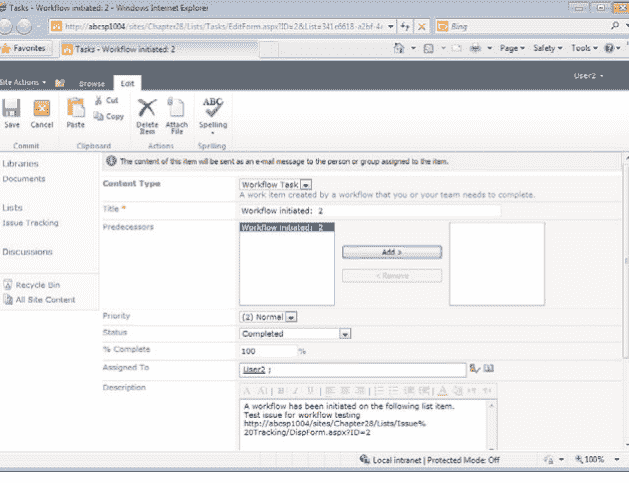 Tasks - Workflow initiated: 2 - Windows Internet Explorer
http://abcsp1004/sites/Chapter28/Lists/Tasks/EditForm.aspx?ID=2&List=
Bing
Favorites
Tasks - Workflow initiated: 2
Page
Safety
Tools
Site Actions
Browse
Edit
User2
Save
Cancel
Paste
Cut
Copy
Delete Item
Attach File
ABC
Spelling
Commit
Clipboard
Actions
Spelling
Libraries
Documents
Lists
Issue Tracking
Discussions
Recycle Bin
All Site Content
The content of this item will be sent as an e-mail message to the person or group assigned to the item.
Content Type
Workflow Task
A work item created by a workflow that you or your team needs to complete.
Title *
Workflow initiated: 2
Predecessors
Workflow initiated: 2
Add >
< Remove
Priority
(2) Normal
Status
Completed
% Complete
100 %
Assigned To
User2 ;
Description
A workflow has been initiated on the following list item.
Test issue for workflow testing
http://abcsp1004/sites/Chapter28/Lists/Issue%
20Tracking/DispForm.aspx?ID=2
Local intranet | Protected Mode: Off
100%